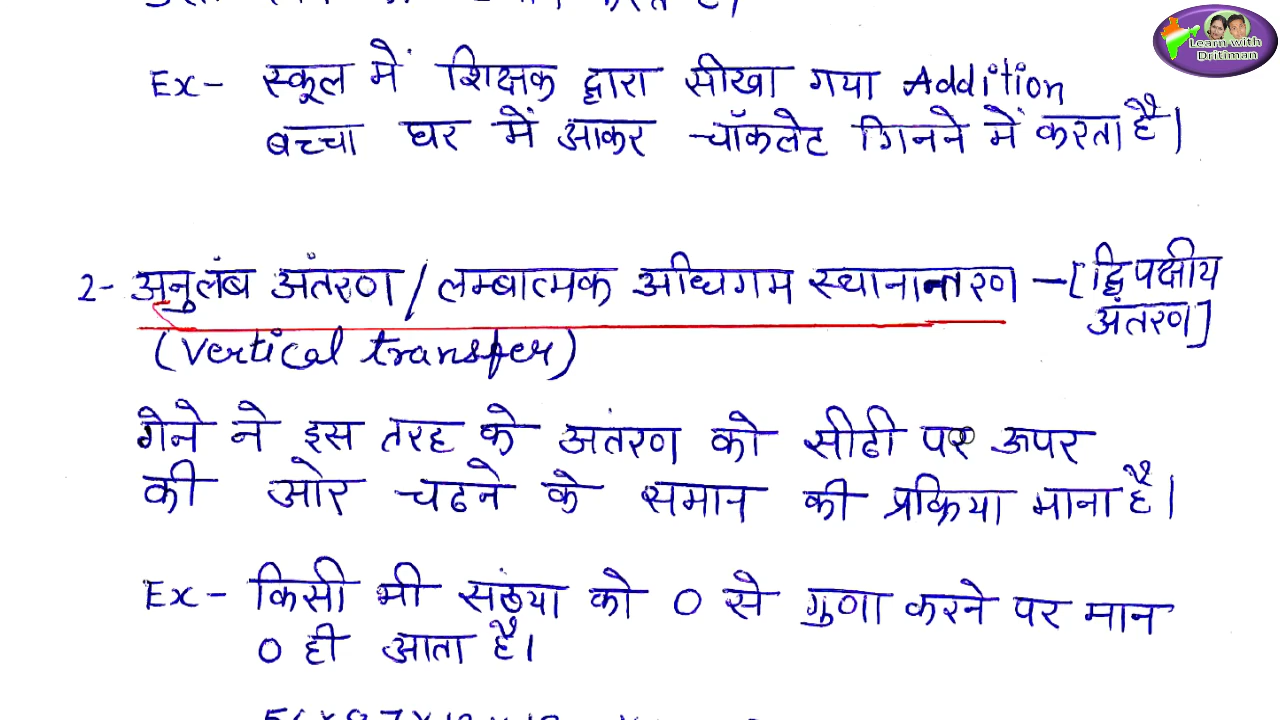 Learn with
Dritiman
Ex- स्कूल में शिक्षक द्वारा सीखा गया Addition
बच्चा घर में आकर चॉकलेट गिनने में करता है।
2- अनुलंब अंतरण / लम्बात्मक अधिगम स्थानान्तरण - [द्विपक्षीय
अंतरण]
(Vertical transfer)
गेने ने इस तरह के अंतरण को सीढी पर ऊपर
की ओर चढने के समान की प्रक्रिया माना है।
Ex- किसी भी संख्या को 0 से गुणा करने पर मान
0 ही आता है।